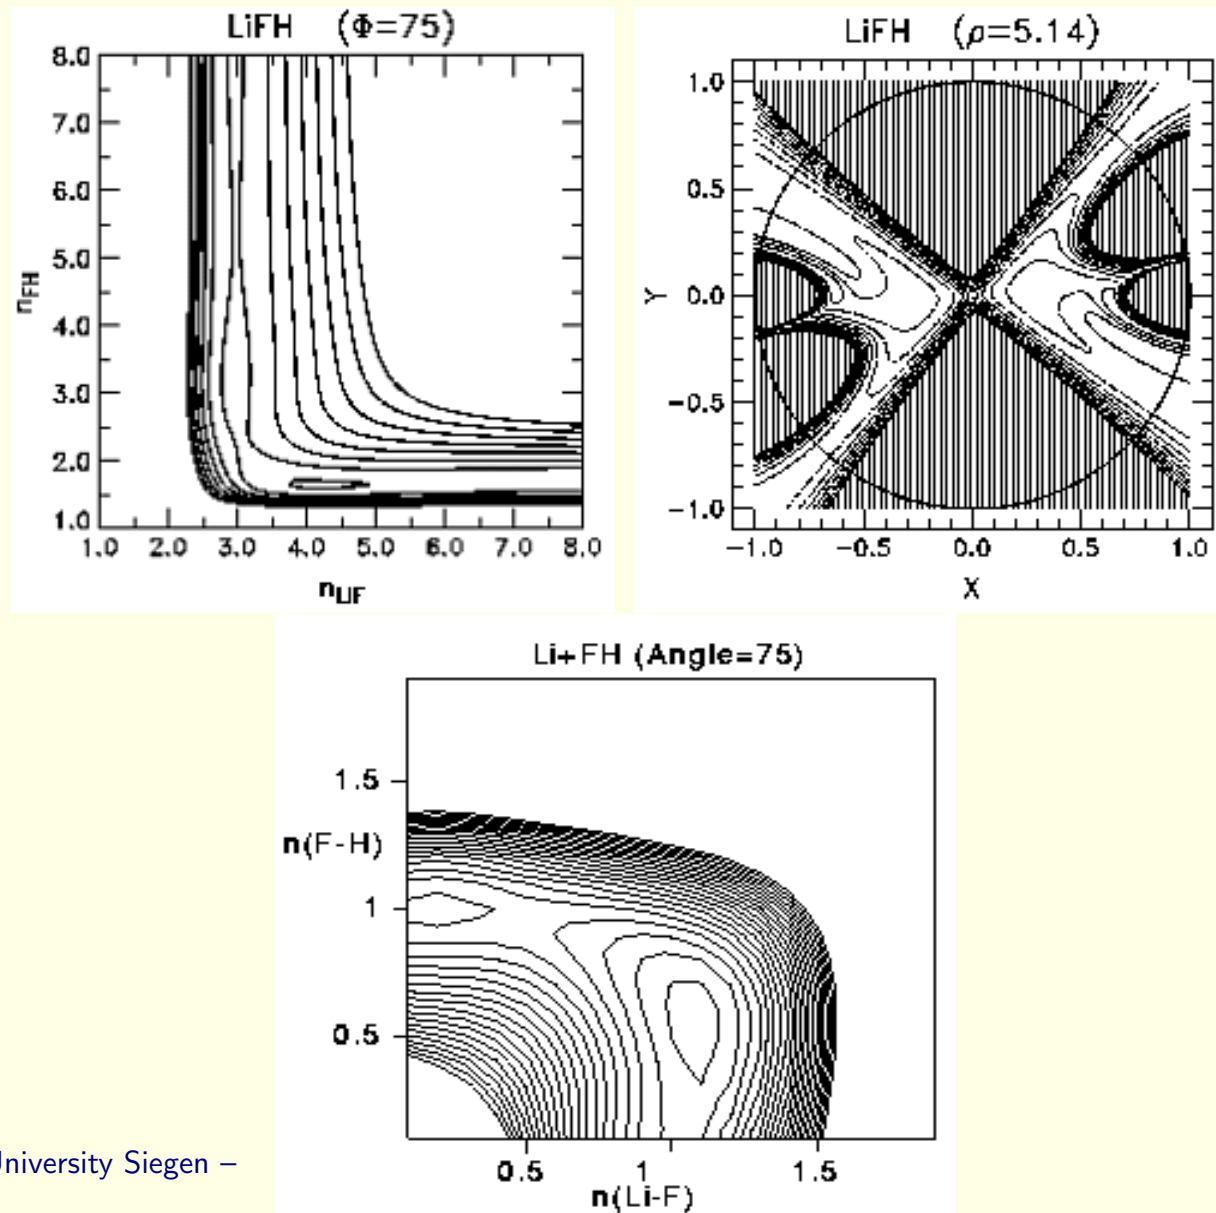 LiFH (Φ=75)
8.0
7.0
6.0
5.0
4.0
3.0
2.0
1.0
n_FH
1.0 2.0 3.0 4.0 5.0 6.0 7.0 8.0
n_LiF
LiFH (ρ=5.14)
1.0
0.5
0.0
−0.5
−1.0
Y
−1.0 −0.5 0.0 0.5 1.0
X
Li+FH (Angle=75)
1.5
n(F-H)
1
0.5
0.5 1 1.5
n(Li-F)
University Siegen –